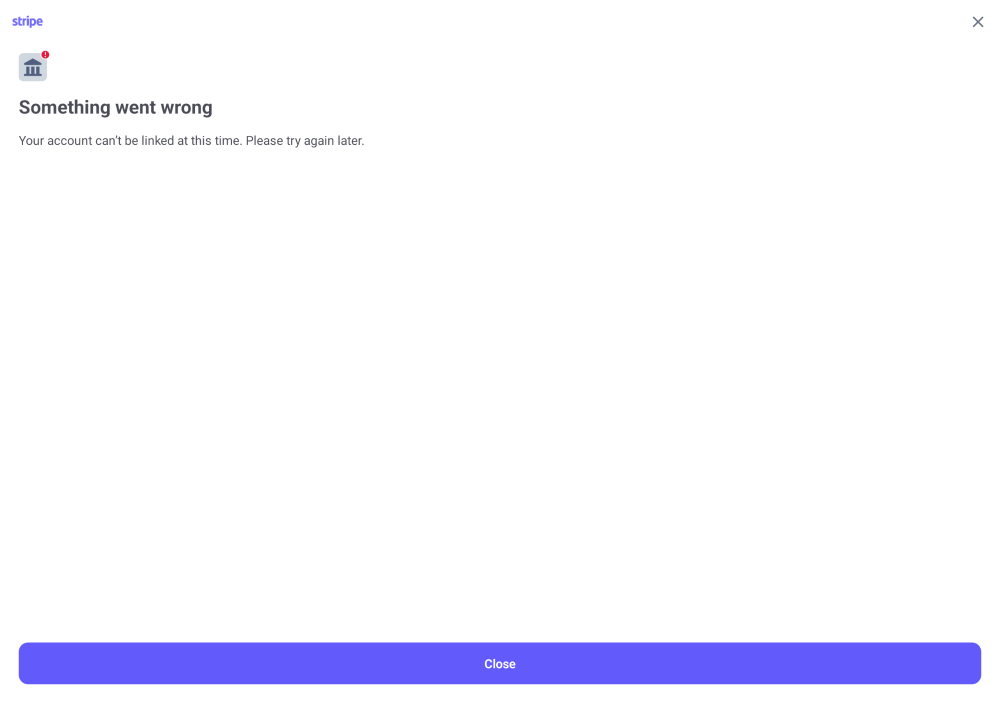 stripe
Something went wrong
Your account can't be linked at this time. Please try again later.
Close